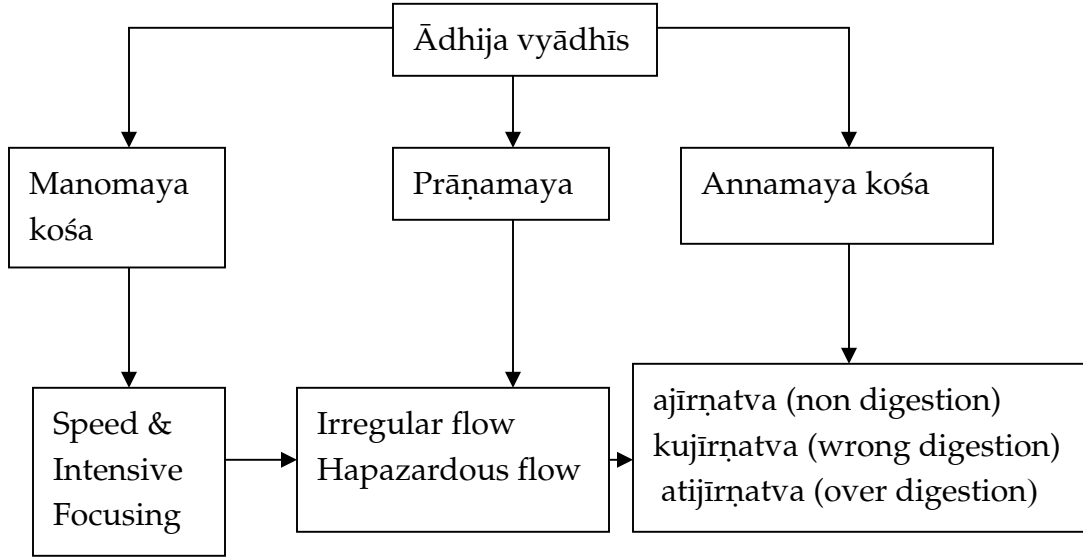 Ādhija vyādhīs
Manomaya
kośa
Prāṇamaya
Annamaya kośa
Speed &
Intensive
Focusing
Irregular flow
Hapazardous flow
ajīrṇatva (non digestion)
kujīrṇatva (wrong digestion)
atijīrṇatva (over digestion)